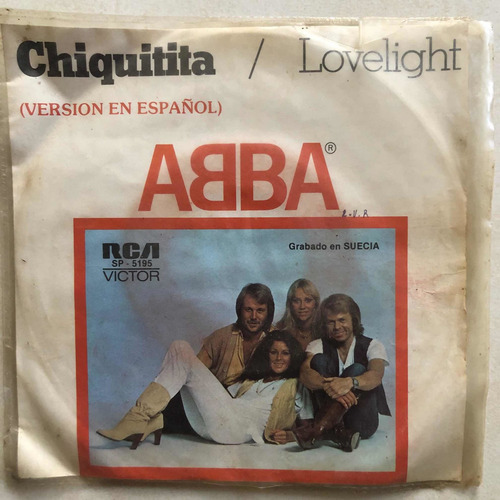 Chiquitita / Lovelight
(VERSION EN ESPAÑOL)
ABBA®
RCA
SP - 5195
VICTOR
Grabado en SUECIA